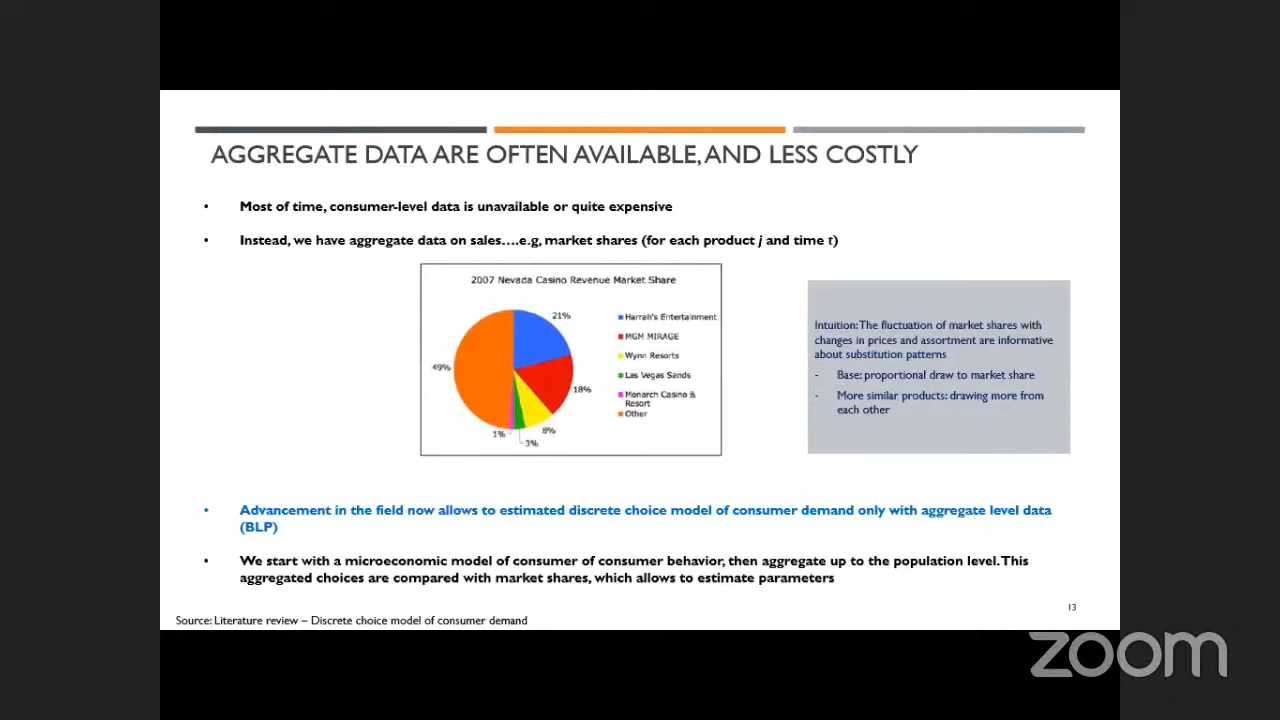 AGGREGATE DATA ARE OFTEN AVAILABLE, AND LESS COSTLY
• Most of time, consumer-level data is unavailable or quite expensive
• Instead, we have aggregate data on sales....e.g, market shares (for each product j and time t)
2007 Nevada Casino Revenue Market Share
21%
18%
8%
3%
1%
49%
Harrah's Entertainment
MGM MIRAGE
Wynn Resorts
Las Vegas Sands
Monarch Casino &
Resort
Other
Intuition: The fluctuation of market shares with
changes in prices and assortment are informative
about substitution patterns
- Base: proportional draw to market share
- More similar products: drawing more from
each other
• Advancement in the field now allows to estimated discrete choice model of consumer demand only with aggregate level data
(BLP)
• We start with a microeconomic model of consumer of consumer behavior, then aggregate up to the population level. This
aggregated choices are compared with market shares, which allows to estimate parameters
13
Source: Literature review – Discrete choice model of consumer demand
zoom